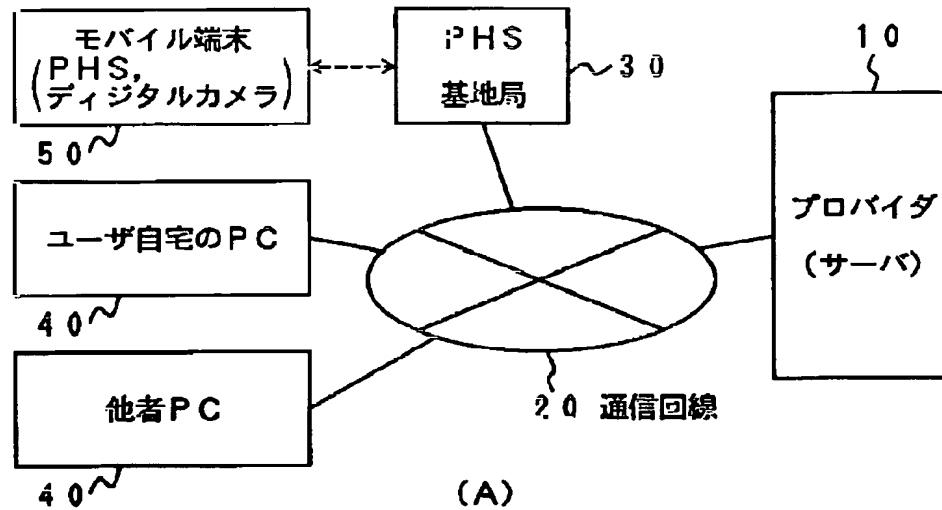 モバイル端末
(PHS,
ディジタルカメラ)
50
PHS
基地局
30
10
プロバイダ
(サーバ)
ユーザ自宅のPC
40
他者PC
40
20 通信回線
(A)